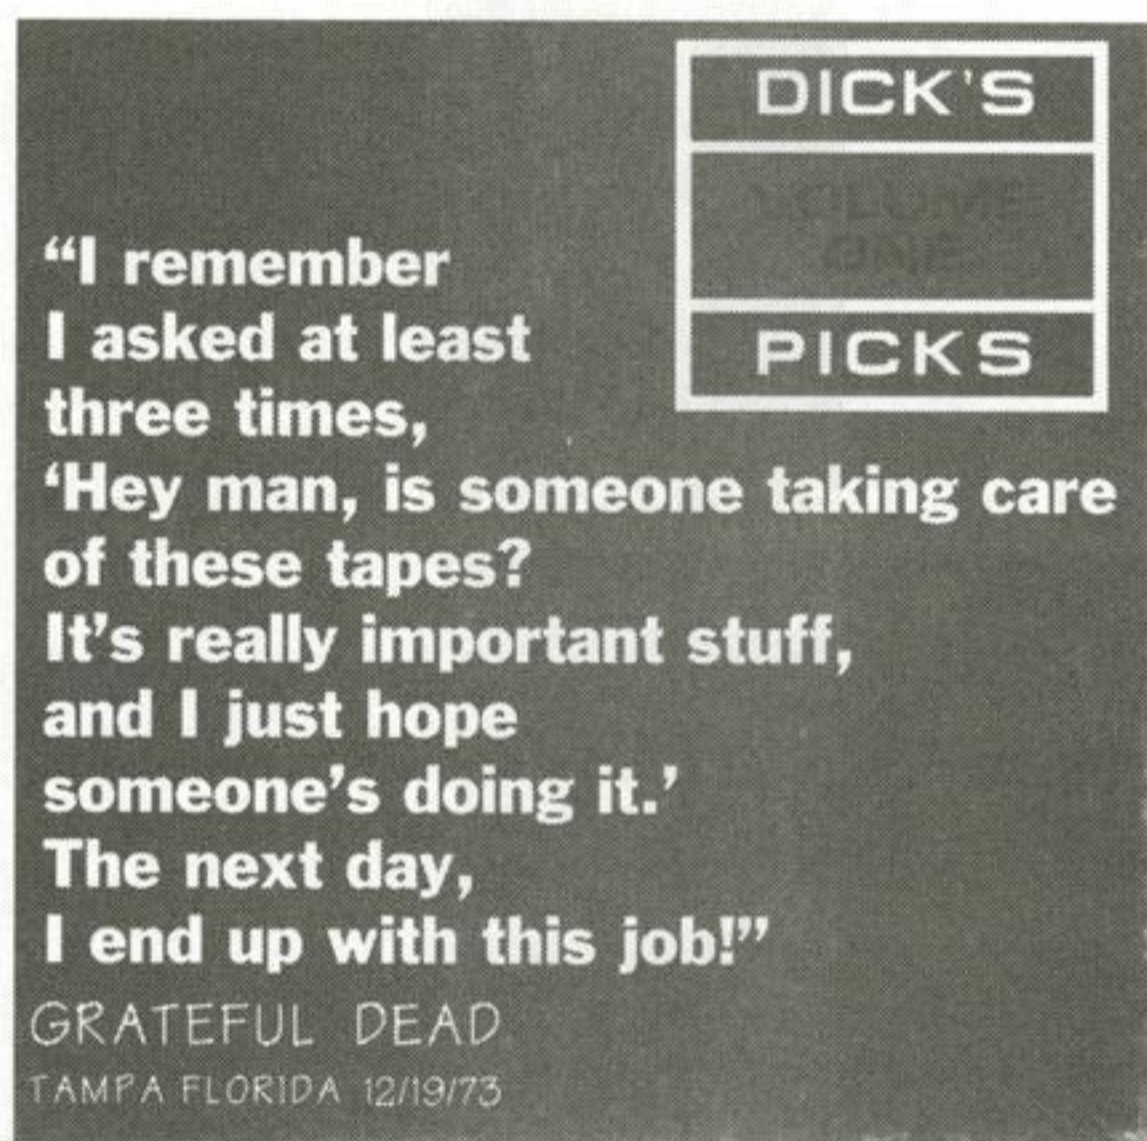 DICK'S
VOLUME
ONE
PICKS
“I remember
I asked at least
three times,
‘Hey man, is someone taking care
of these tapes?
It’s really important stuff,
and I just hope
someone’s doing it.’
The next day,
I end up with this job!”
GRATEFUL DEAD
TAMPA FLORIDA 12/19/73